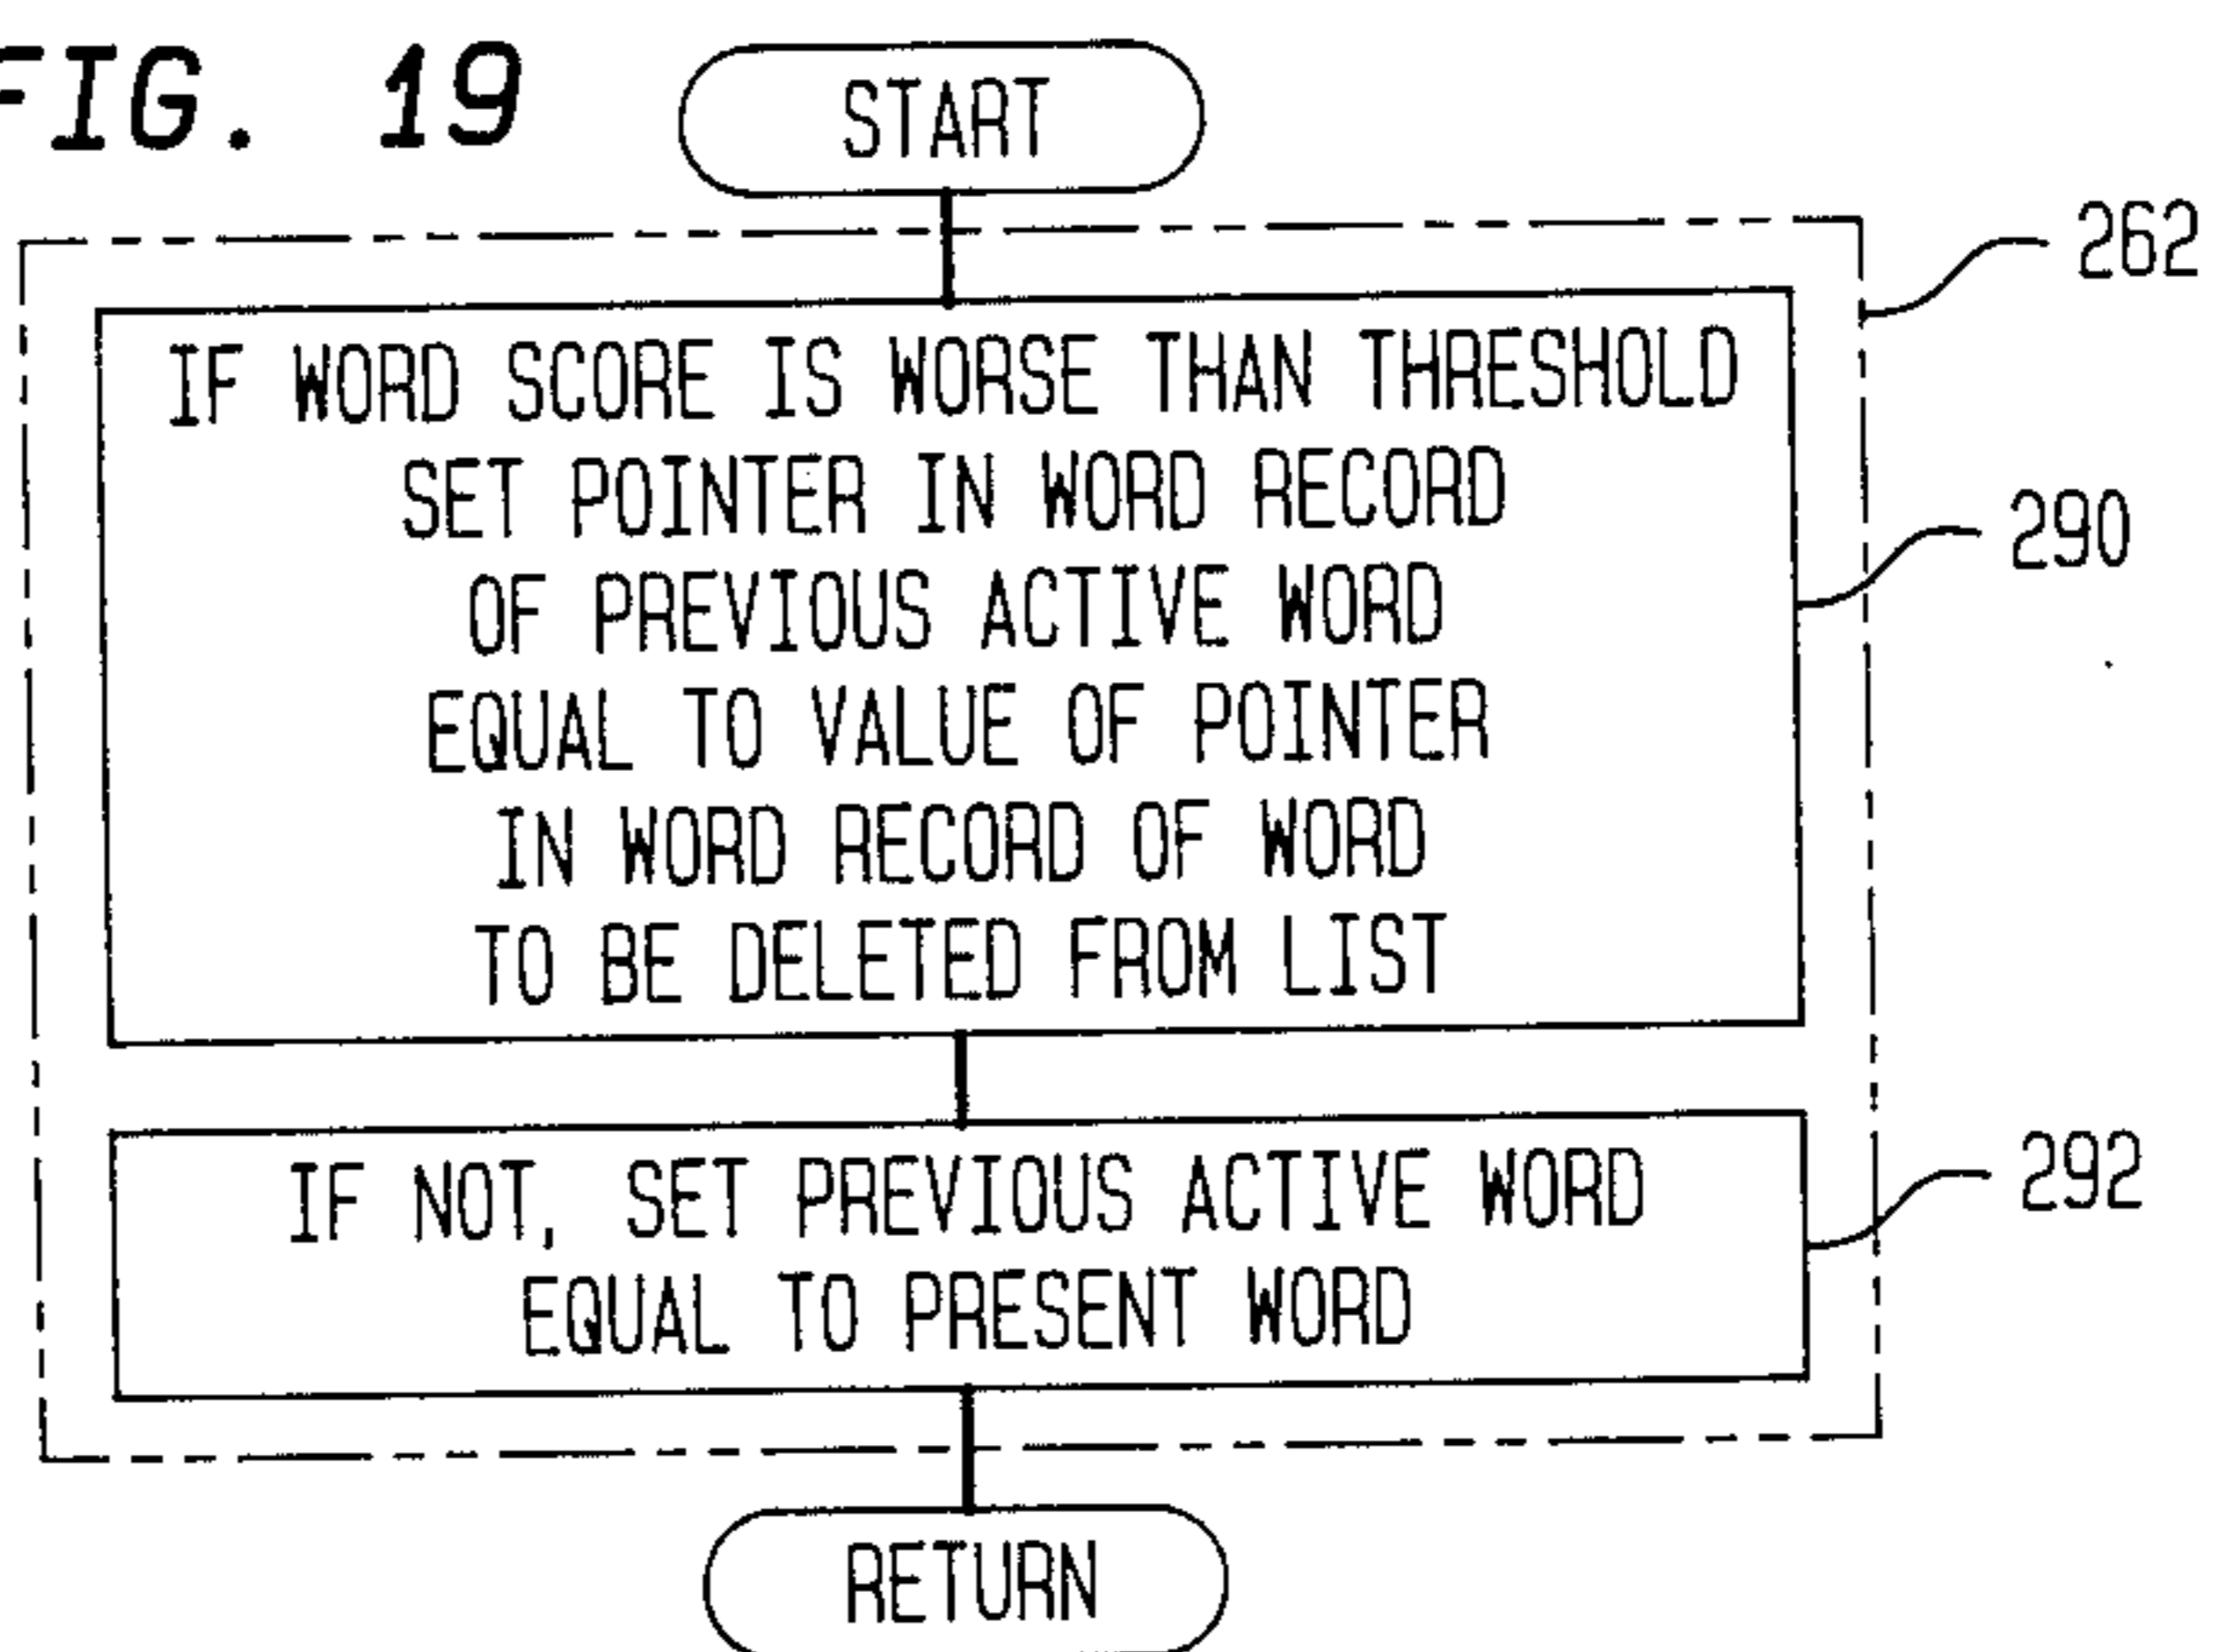 FIG. 19
START
262
IF WORD SCORE IS WORSE THAN THRESHOLD
SET POINTER IN WORD RECORD
290
OF PREVIOUS ACTIVE WORD
EQUAL TO VALUE OF POINTER
IN WORD RECORD OF WORD
TO BE DELETED FROM LIST
IF NOT, SET PREVIOUS ACTIVE WORD
292
EQUAL TO PRESENT WORD
RETURN